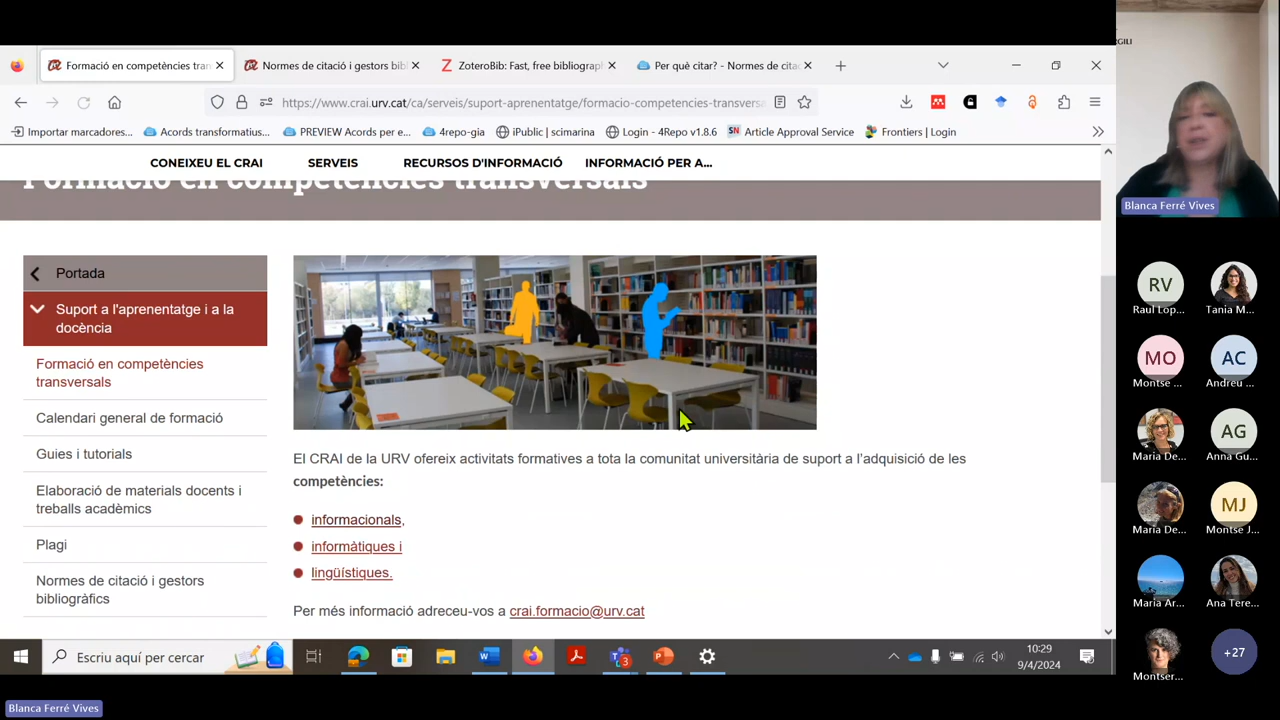 Formació en competències tran
Normes de citació i gestors bib
ZoteroBib: Fast, free bibliograph
Per què citar? - Normes de citac
https://www.crai.urv.cat/ca/serveis/suport-aprenentatge/formacio-competencies-transversa
Importar marcadores...
Acords transformatius...
PREVIEW Acords per e...
4repo-gia
iPublic | scimarina
Login - 4Repo v1.8.6
SN Article Approval Service
Frontiers | Login
CONEIXEU EL CRAI
SERVEIS
RECURSOS D'INFORMACIÓ
INFORMACIÓ PER A...
Formació en competències transversals
Portada
Suport a l'aprenentatge i a la
docència
Formació en competències
transversals
Calendari general de formació
Guies i tutorials
Elaboració de materials docents i
treballs acadèmics
Plagi
Normes de citació i gestors
bibliogràfics
El CRAI de la URV ofereix activitats formatives a tota la comunitat universitària de suport a l'adquisició de les
competències:
informacionals,
informàtiques i
lingüístiques.
Per més informació adreceu-vos a crai.formacio@urv.cat
Escriu aquí per cercar
3
10:29
9/4/2024
Blanca Ferré Vives
RV
Raul Lop...
Tania M...
MO
Montse ...
AC
Andreu ...
Maria De...
AG
Anna Gu...
Maria De...
MJ
Montse J...
Maria Ar...
Ana Tere...
Montser...
+27
Blanca Ferré Vives